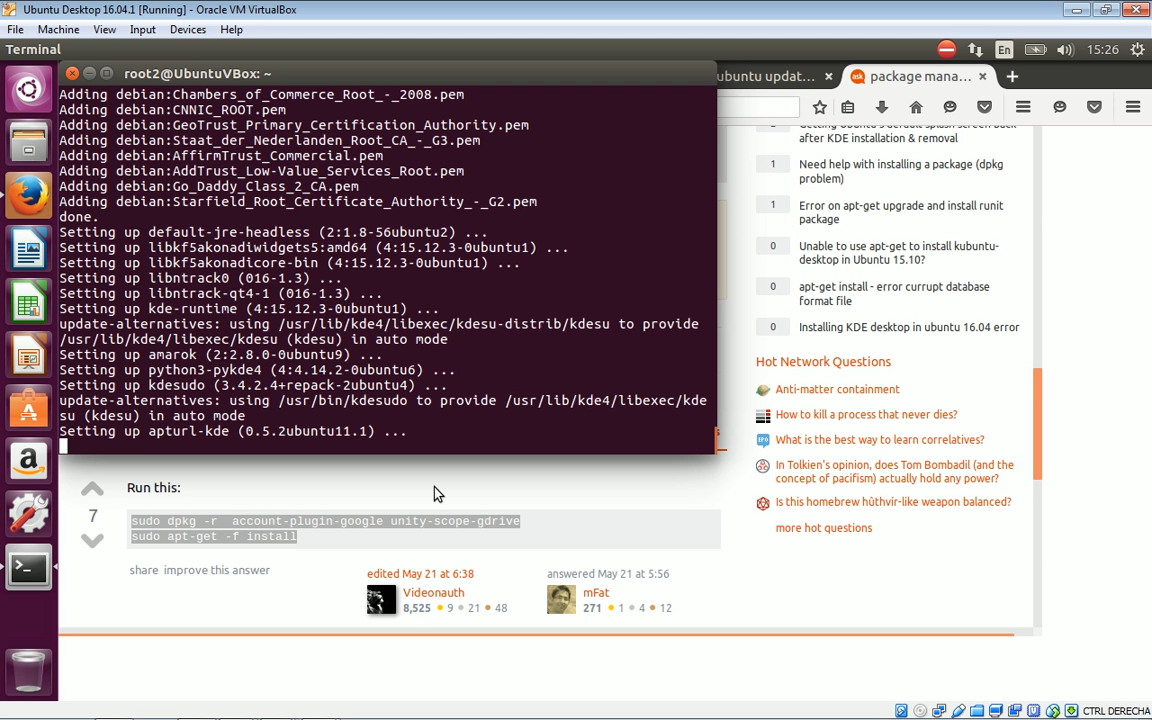 Ubuntu Desktop 16.04.1 [Running] - Oracle VM VirtualBox
File Machine View Input Devices Help
Terminal
En
15:26
root2@UbuntuVBox: ~
ubuntu updat...
ask
package mana...
Adding debian:Chambers_of_Commerce_Root_-_2008.pem
Adding debian:CNNIC_ROOT.pem
Adding debian:GeoTrust_Primary_Certification_Authority.pem
Adding debian:Staat_der_Nederlanden_Root_CA_-_G3.pem
Adding debian:AffirmTrust_Commercial.pem
Adding debian:AddTrust_Low-Value_Services_Root.pem
Adding debian:Go_Daddy_Class_2_CA.pem
Adding debian:Starfield_Root_Certificate_Authority_-_G2.pem
done.
Setting up default-jre-headless (2:1.8-56ubuntu2) ...
Setting up libkf5akonadiwidgets5:amd64 (4:15.12.3-0ubuntu1) ...
Setting up libkf5akonadicore-bin (4:15.12.3-0ubuntu1) ...
Setting up libntrack0 (016-1.3) ...
Setting up libntrack-qt4-1 (016-1.3) ...
Setting up kde-runtime (4:15.12.3-0ubuntu1) ...
update-alternatives: using /usr/lib/kde4/libexec/kdesu-distrib/kdesu to provide
/usr/lib/kde4/libexec/kdesu (kdesu) in auto mode
Setting up amarok (2:2.8.0-0ubuntu9) ...
Setting up python3-pykde4 (4:4.14.2-0ubuntu6) ...
Setting up kdesudo (3.4.2.4+repack-2ubuntu4) ...
update-alternatives: using /usr/bin/kdesudo to provide /usr/lib/kde4/libexec/kde
su (kdesu) in auto mode
Setting up apturl-kde (0.5.2ubuntu11.1) ...
Getting Ubuntu's default splash screen back
after KDE installation & removal
1
Need help with installing a package (dpkg
problem)
1
Error on apt-get upgrade and install runit
package
0
Unable to use apt-get to install kubuntu-
desktop in Ubuntu 15.10?
0
apt-get install - error currupt database
format file
0
Installing KDE desktop in ubuntu 16.04 error
Hot Network Questions
Anti-matter containment
How to kill a process that never dies?
What is the best way to learn correlatives?
In Tolkien's opinion, does Tom Bombadil (and the
concept of pacifism) actually hold any power?
Is this homebrew hûthvír-like weapon balanced?
more hot questions
Run this:
7
sudo dpkg -r  account-plugin-google unity-scope-gdrive
sudo apt-get -f install
share improve this answer
edited May 21 at 6:38
Videonauth
8,525 9 21 48
answered May 21 at 5:56
mFat
271 1 4 12
CTRL DERECHA